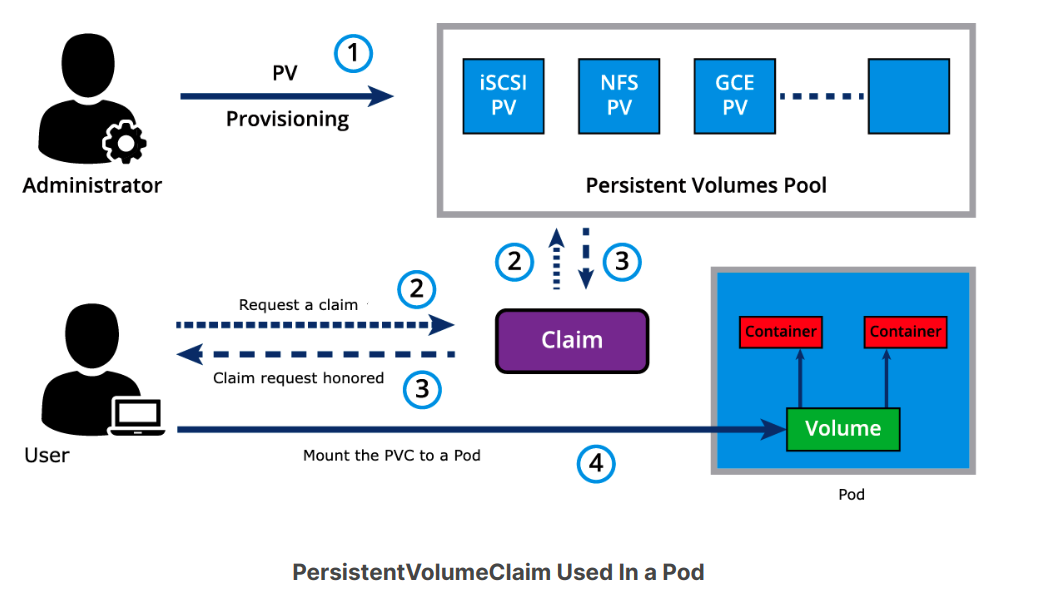 1
PV
Provisioning
Administrator
iSCSI
PV
NFS
PV
GCE
PV
Persistent Volumes Pool
2
3
2
Request a claim
Claim
Claim request honored
3
User
Mount the PVC to a Pod
4
Container
Container
Volume
Pod
PersistentVolumeClaim Used In a Pod